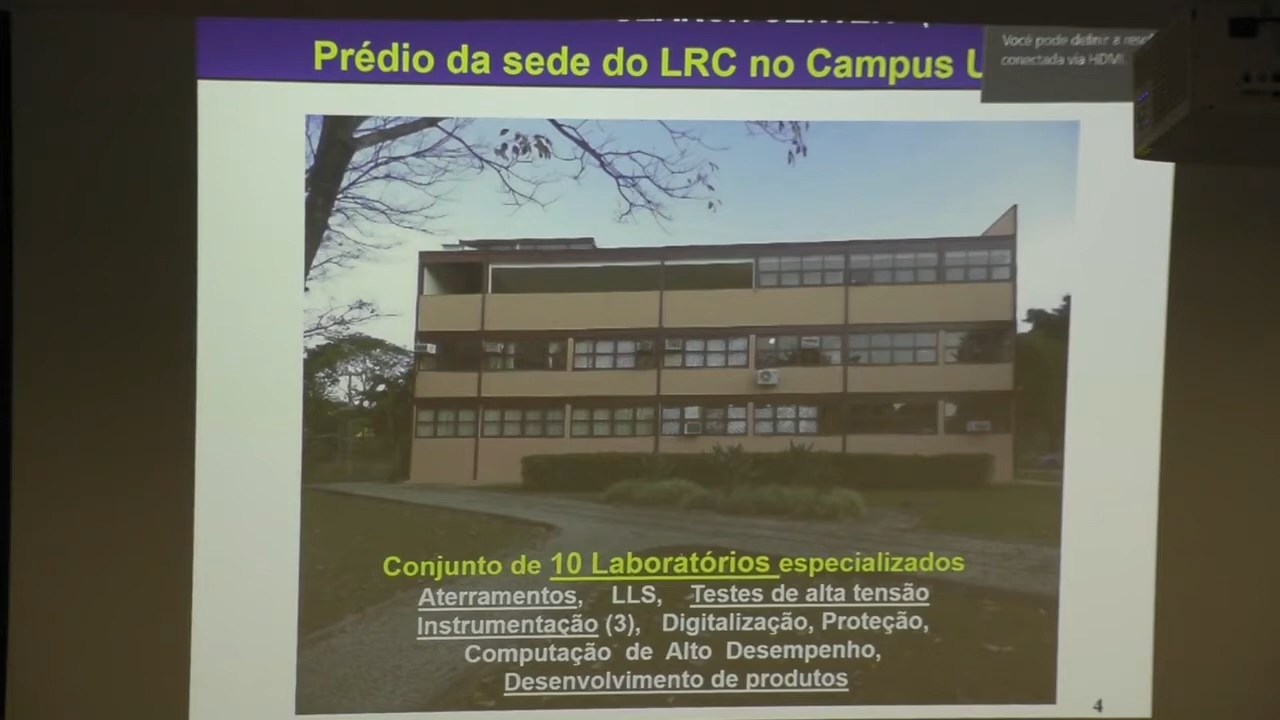 Prédio da sede do LRC no Campus
Você pode definir a
conectada via HDMI.
Conjunto de 10 Laboratórios especializados
Aterramentos, LLS, Testes de alta tensão
Instrumentação (3), Digitalização, Proteção,
Computação de Alto Desempenho,
Desenvolvimento de produtos
4